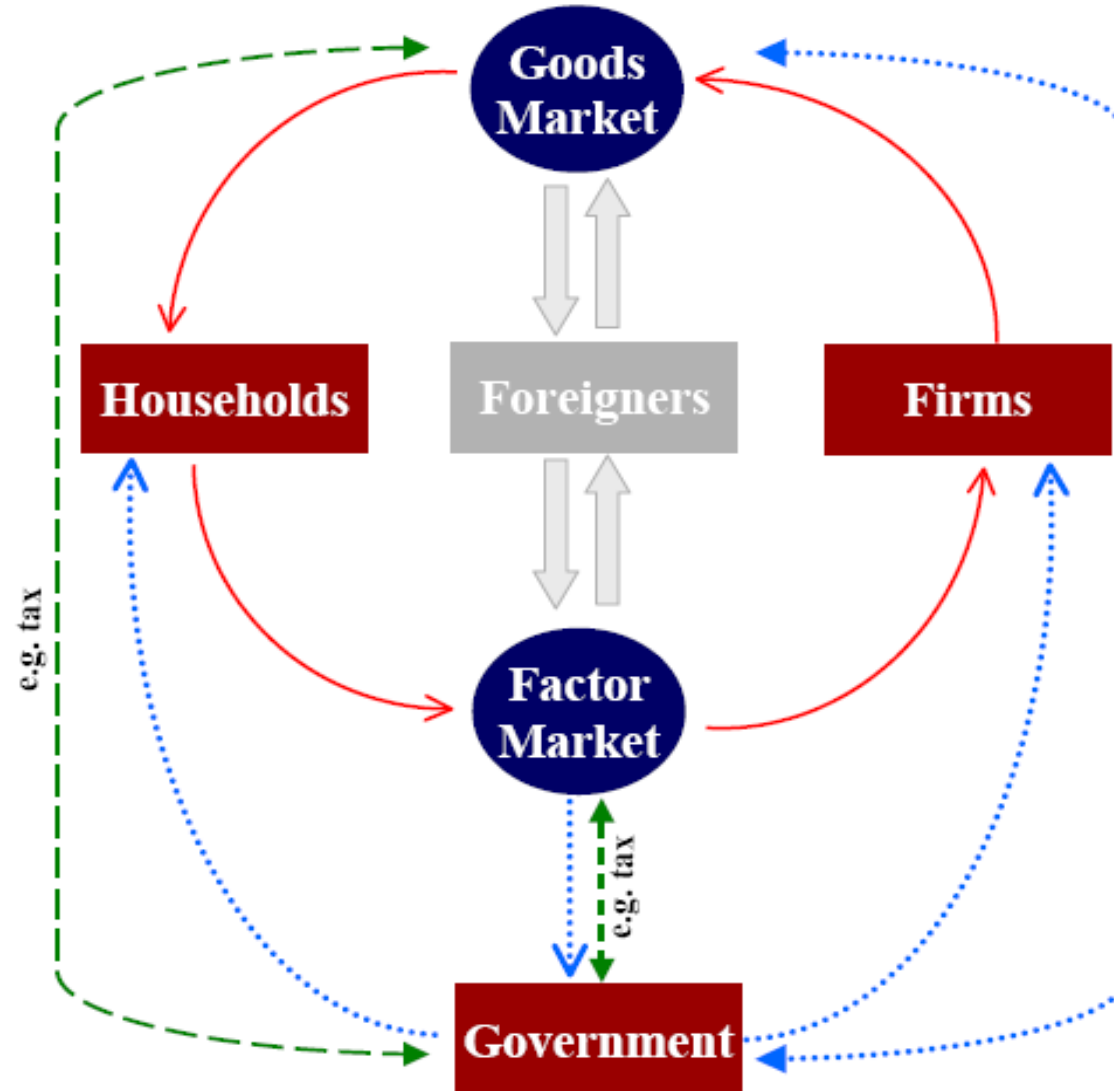 Goods
Market
Households
Foreigners
Firms
e.g. tax
Factor
Market
e.g. tax
Government